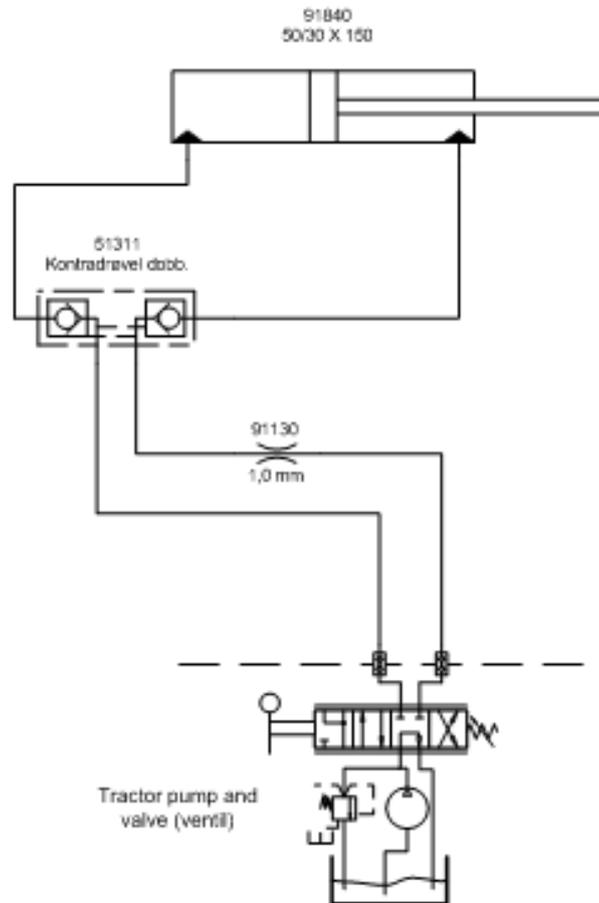 91840
50/30 X 150
51311
Kontradrøvel dobb.
91130
1,0 mm
Tractor pump and
valve (ventil)